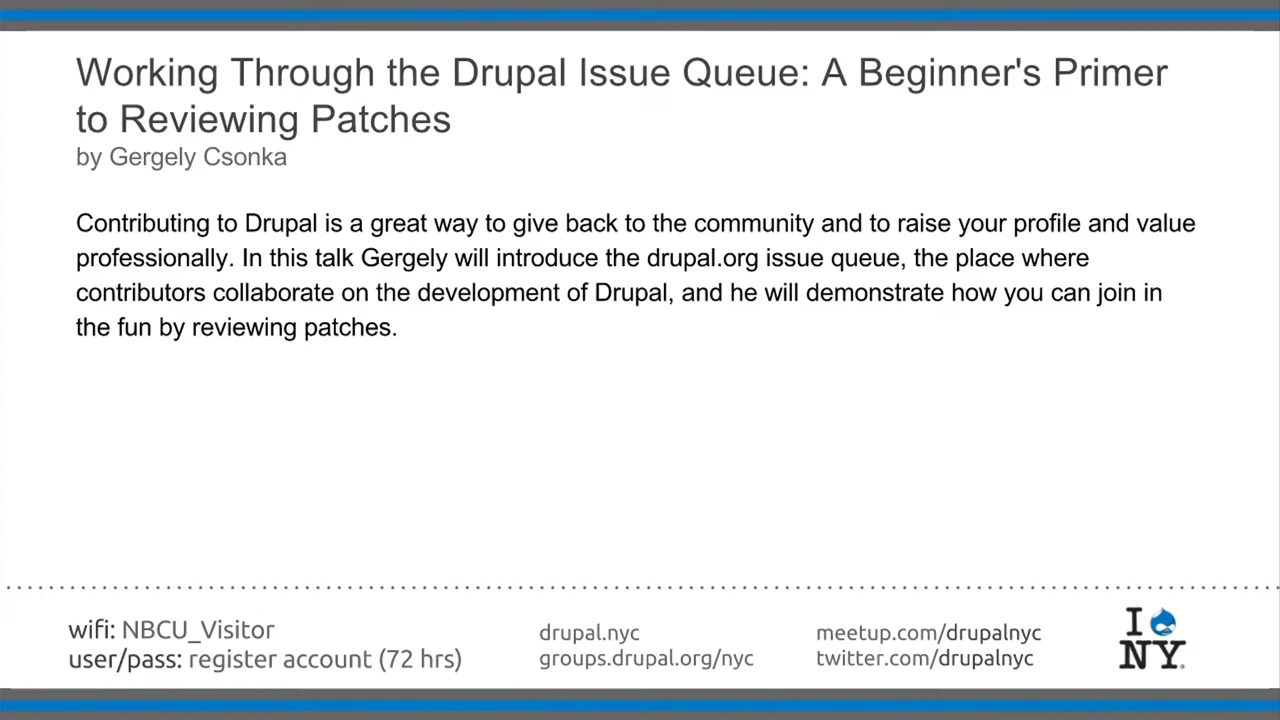 Working Through the Drupal Issue Queue: A Beginner's Primer
to Reviewing Patches
by Gergely Csonka
Contributing to Drupal is a great way to give back to the community and to raise your profile and value
professionally. In this talk Gergely will introduce the drupal.org issue queue, the place where
contributors collaborate on the development of Drupal, and he will demonstrate how you can join in
the fun by reviewing patches.
wifi: NBCU_Visitor
user/pass: register account (72 hrs)
drupal.nyc
groups.drupal.org/nyc
meetup.com/drupalnyc
twitter.com/drupalnyc
I
NY.